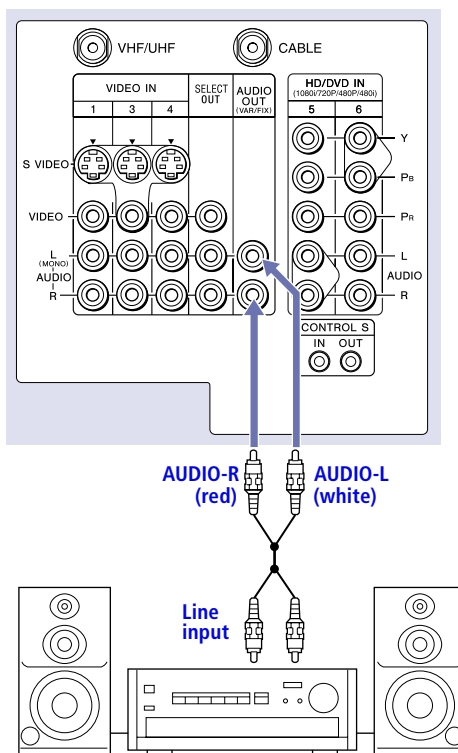 VHF/UHF
CABLE
VIDEO IN
1 3 4
SELECT
OUT
AUDIO
OUT
(VAR/FIX)
HD/DVD IN
(1080i/720P/480P/480i)
5 6
S VIDEO
VIDEO
L
(MONO)
AUDIO
R
Y
PB
PR
L
AUDIO
R
CONTROL S
IN OUT
AUDIO-R
(red)
AUDIO-L
(white)
Line
input